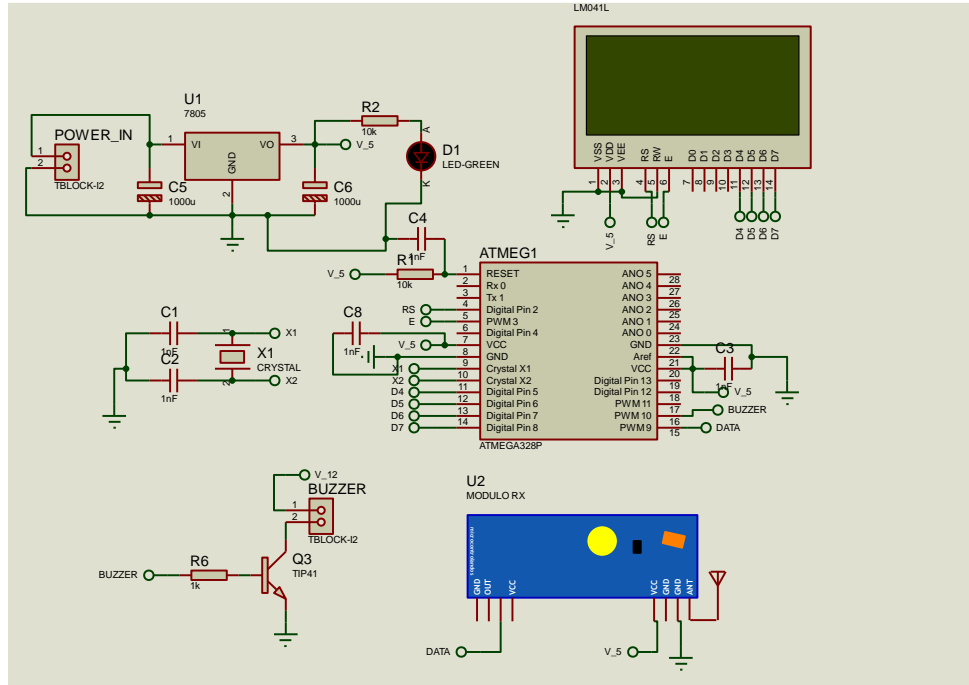 LM041L
VSS
VDD
VEE
RS
RW
E
D0
D1
D2
D3
D4
D5
D6
D7
1
2
3
4
5
6
7
8
9
10
11
12
13
14
V_5
RS
E
D4
D5
D6
D7
U1
7805
POWER_IN
1
2
TBLOCK-I2
1
VI
VO
3
GND
2
C5
1000u
C6
1000u
R2
10k
V_5
A
D1
LED-GREEN
K
C4
1nF
R1
10k
V_5
ATMEG1
1 RESET
2 Rx 0
3 Tx 1
4 Digital Pin 2
5 PWM 3
6 Digital Pin 4
7 VCC
8 GND
9 Crystal X1
10 Crystal X2
11 Digital Pin 5
12 Digital Pin 6
13 Digital Pin 7
14 Digital Pin 8
ANO 5 28
ANO 4 27
ANO 3 26
ANO 2 25
ANO 1 24
ANO 0 23
GND 22
Aref 21
VCC 20
Digital Pin 13 19
Digital Pin 12 18
PWM 11 17
PWM 10 16
PWM 9 15
ATMEGA328P
RS
E
V_5
X1
X2
D4
D5
D6
D7
C8
1nF
C3
1nF
V_5
BUZZER
DATA
C1
1nF
C2
1nF
1
X1
CRYSTAL
2
X1
X2
V_12
BUZZER
1
2
TBLOCK-I2
Q3
TIP41
BUZZER
R6
1k
U2
MODULO RX
GND
OUT
VCC
VCC
GND
GND
ANT
DATA
V_5